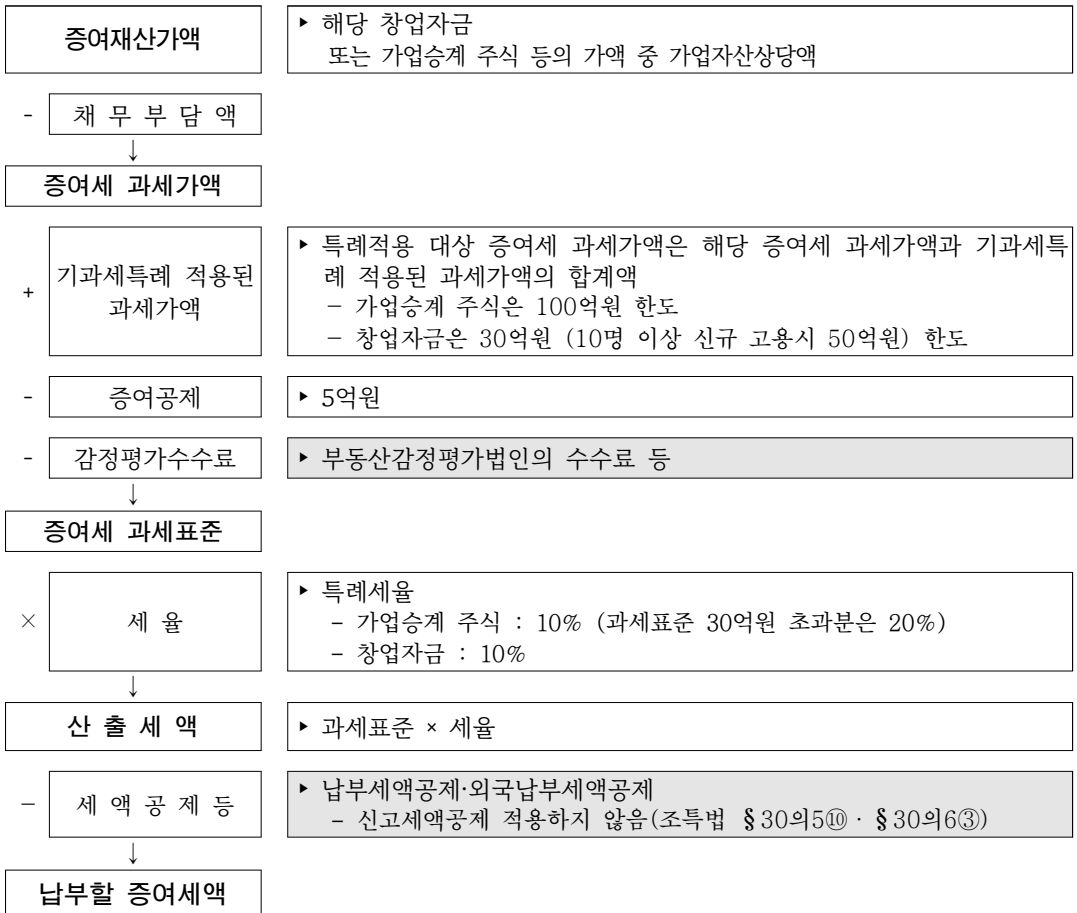 증여재산가액
▸ 해당 창업자금
또는 가업승계 주식 등의 가액 중 가업자산상당액
- 채 무 부 담 액
↓
증여세 과세가액
+ 기과세특례 적용된
과세가액
▸ 특례적용 대상 증여세 과세가액은 해당 증여세 과세가액과 기과세특
례 적용된 과세가액의 합계액
- 가업승계 주식은 100억원 한도
- 창업자금은 30억원 (10명 이상 신규 고용시 50억원) 한도
- 증여공제
▸ 5억원
- 감정평가수수료
▸ 부동산감정평가법인의 수수료 등
↓
증여세 과세표준
× 세 율
▸ 특례세율
- 가업승계 주식 : 10% (과세표준 30억원 초과분은 20%)
- 창업자금 : 10%
↓
산 출 세 액
▸ 과세표준 × 세율
- 세 액 공 제 등
▸ 납부세액공제·외국납부세액공제
- 신고세액공제 적용하지 않음(조특법 §30의5⑩·§30의6③)
↓
납부할 증여세액